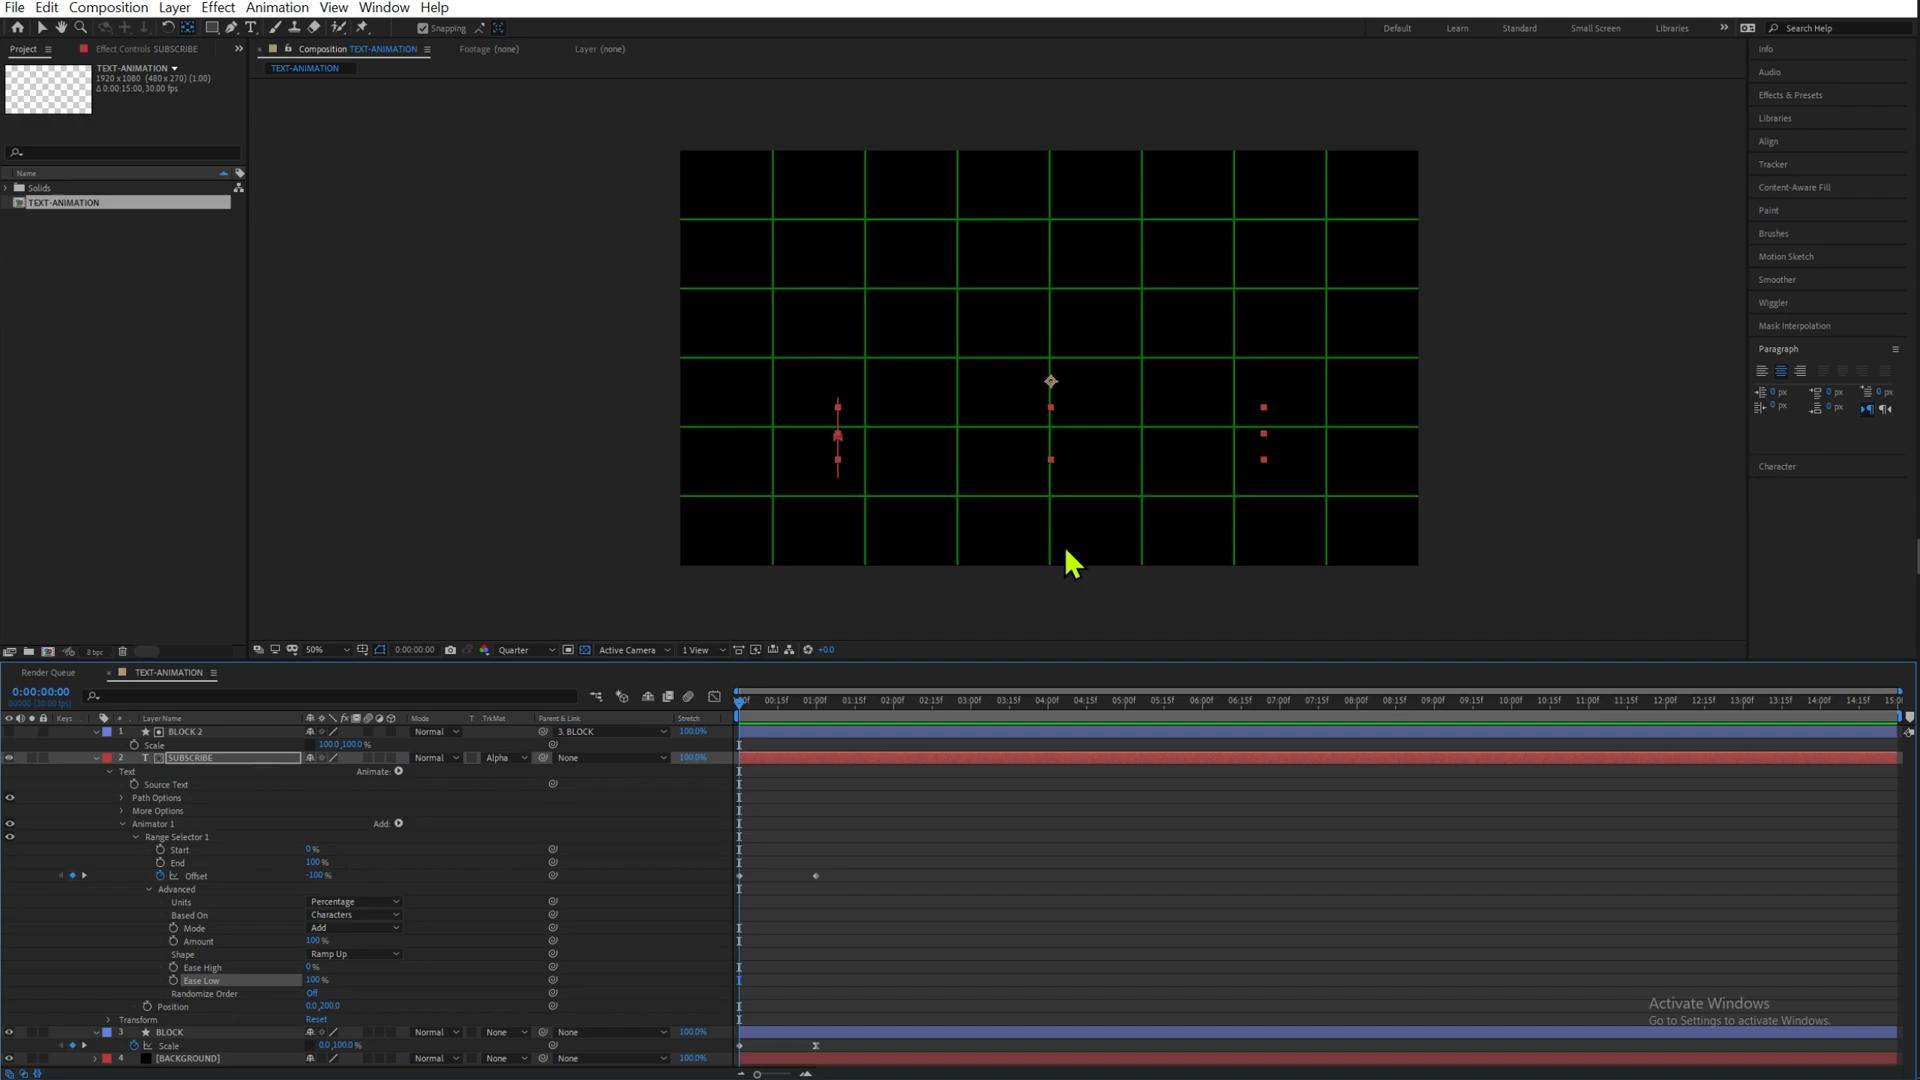 File Edit Composition Layer Effect Animation View Window Help
Snapping Default Learn Standard Small Screen Libraries Search Help
Project Effect Controls SUBSCRIBE Composition TEXT-ANIMATION Footage (none) Layer (none)
TEXT-ANIMATION
TEXT-ANIMATION
1920 x 1080 (480 x 270) (1.00)
Δ 0:00:15:00, 30.00 fps
Name
Solids
TEXT-ANIMATION
Info
Audio
Effects & Presets
Libraries
Align
Tracker
Content-Aware Fill
Paint
Brushes
Motion Sketch
Smoother
Wiggler
Mask Interpolation
Paragraph
0 px 0 px 0 px
0 px 0 px
Character
8 bpc 50% 0:00:00:00 Quarter Active Camera 1 View +0.0
Render Queue TEXT-ANIMATION
0:00:00:00
00000 (30.00 fps)
00:15f 01:00f 01:15f 02:00f 02:15f 03:00f 03:15f 04:00f 04:15f 05:00f 05:15f 06:00f 06:15f 07:00f 07:15f 08:00f 08:15f 09:00f 09:15f 10:00f 10:15f 11:00f 11:15f 12:00f 12:15f 13:00f 13:15f 14:00f 14:15f 15:0
Keys # Layer Name Mode T .TrkMat Parent & Link Stretch
1 BLOCK 2 Normal 3. BLOCK 100.0%
Scale 100.0,100.0 %
2 T SUBSCRIBE Normal Alpha None 100.0%
Text Animate:
Source Text
Path Options
More Options
Animator 1 Add:
Range Selector 1
Start 0 %
End 100 %
Offset -100 %
Advanced
Units Percentage
Based On Characters
Mode Add
Amount 100 %
Shape Ramp Up
Ease High 0 %
Ease Low 100 %
Randomize Order Off
Position 0.0,200.0
Transform Reset
3 BLOCK Normal None None 100.0%
Scale 0.0,100.0 %
4 [BACKGROUND] Normal None None 100.0%
Activate Windows
Go to Settings to activate Windows.